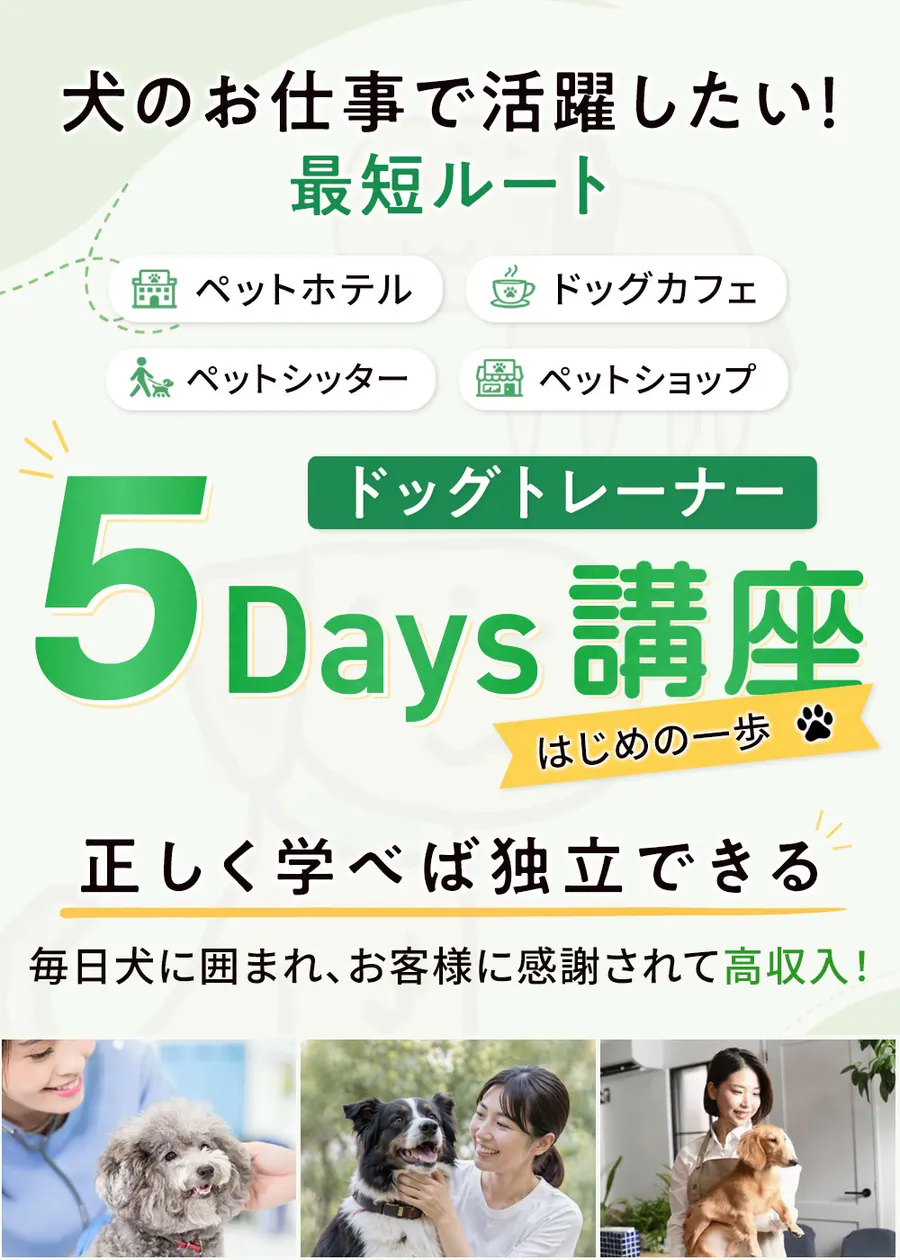 犬のお仕事で活躍したい!
最短ルート
ペットホテル
ドッグカフェ
ペットシッター
ペットショップ
ドッグトレーナー
5Days講座
はじめの一歩
正しく学べば独立できる
毎日犬に囲まれ、お客様に感謝されて高収入!